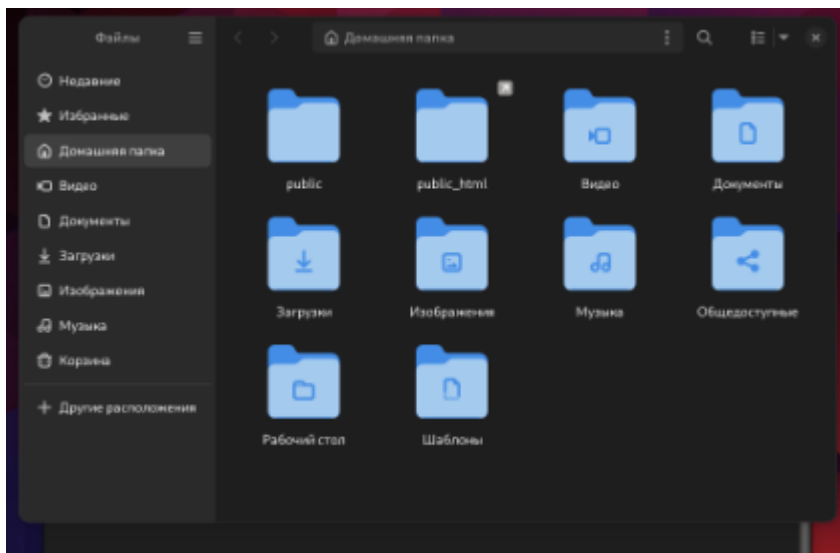 Файлы
Домашняя папка
Недавние
Избранные
Домашняя папка
Видео
Документы
Загрузки
Изображения
Музыка
Корзина
Другие расположения
public
public_html
Видео
Документы
Загрузки
Изображения
Музыка
Общедоступные
Рабочий стол
Шаблоны